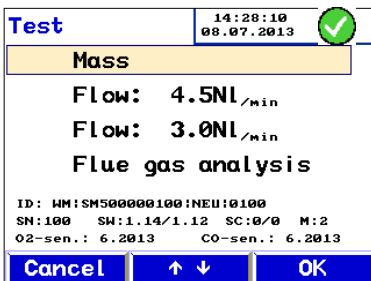 Test
14:28:10
08.07.2013
Mass
Flow: 4.5Nl/min
Flow: 3.0Nl/min
Flue gas analysis
ID: WM!SM500000100!NEU!0100
SN:100 SW:1.14/1.12 SC:0/0 M:2
O2-sen.: 6.2013 CO-sen.: 6.2013
Cancel ↑ ↓ OK